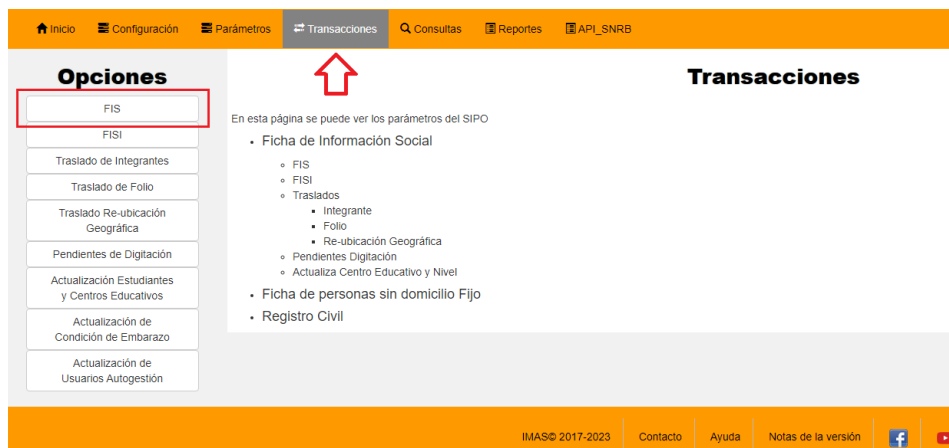 Inicio Configuración Parámetros Transacciones Consultas Reportes API_SNRB
Opciones
FIS
FISI
Traslado de Integrantes
Traslado de Folio
Traslado Re-ubicación
Geográfica
Pendientes de Digitación
Actualización Estudiantes
y Centros Educativos
Actualización de
Condición de Embarazo
Actualización de
Usuarios Autogestión
Transacciones
En esta página se puede ver los parámetros del SIPO
Ficha de Información Social
FIS
FISI
Traslados
Integrante
Folio
Re-ubicación Geográfica
Pendientes Digitación
Actualiza Centro Educativo y Nivel
Ficha de personas sin domicilio Fijo
Registro Civil
IMAS© 2017-2023 Contacto Ayuda Notas de la versión